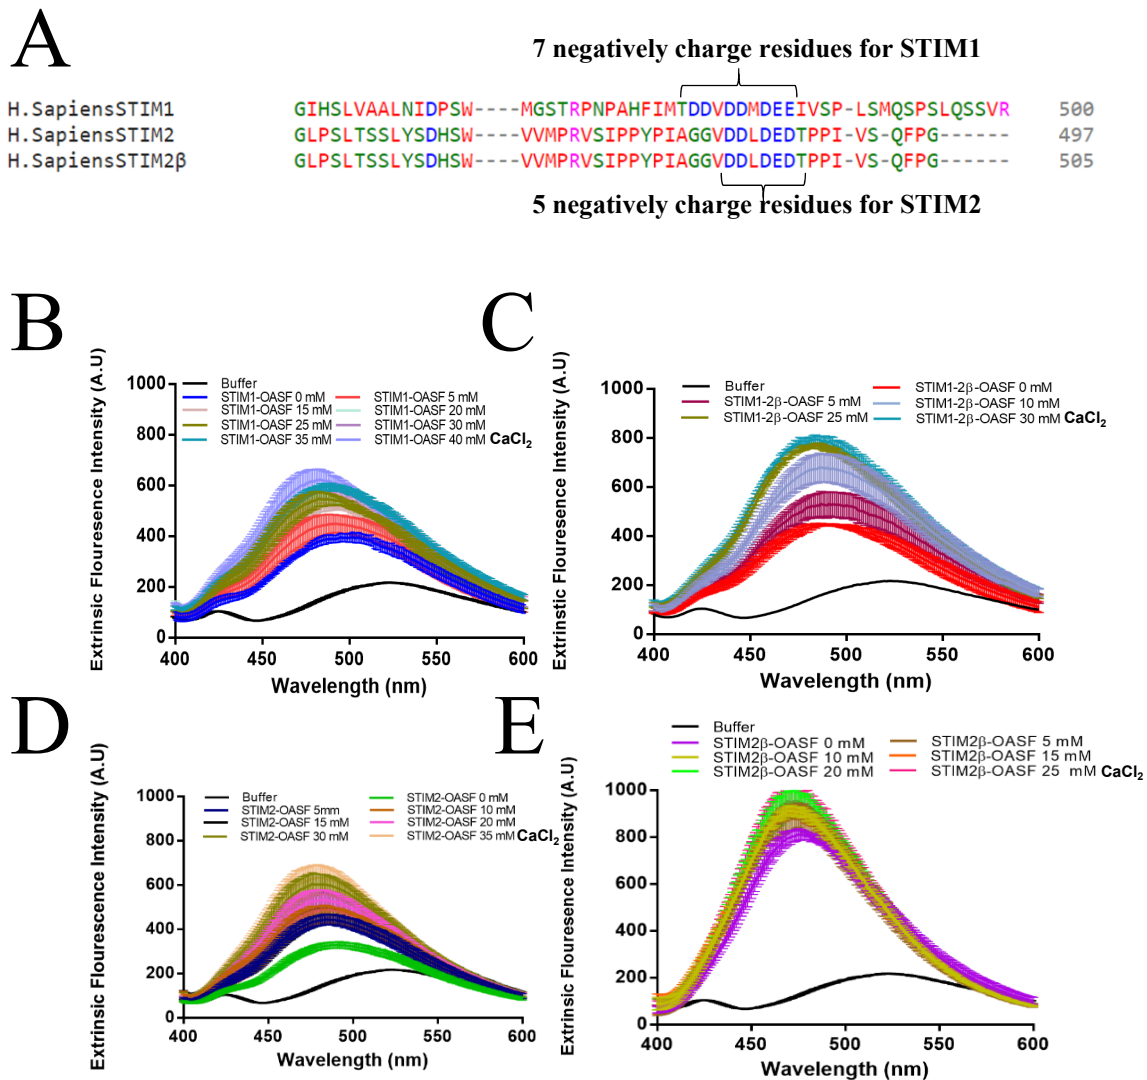 A
7 negatively charge residues for STIM1
H.SapiensSTIM1 GIHSLVAALNIDPSW----MGSTRPNPAHFIMTDDVDDMDEEIVSP-LSMQSPSLQSSVR 500
H.SapiensSTIM2 GLPSLTSSLYSDHSW----VVMPRVSIPPYPIAGGVDDLDEDTPPI-VS-QFPG------ 497
H.SapiensSTIM2β GLPSLTSSLYSDHSW----VVMPRVSIPPYPIAGGVDDLDEDTPPI-VS-QFPG------ 505
5 negatively charge residues for STIM2
B
Extrinsic Flouresence Intensity (A.U)
1000
800
600
400
200
0
Buffer
STIM1-OASF 0 mM STIM1-OASF 5 mM
STIM1-OASF 15 mM STIM1-OASF 20 mM
STIM1-OASF 25 mM STIM1-OASF 30 mM
STIM1-OASF 35 mM STIM1-OASF 40 mM CaCl2
400 450 500 550 600
Wavelength (nm)
C
Extrinstic Flouresence Intensity (A.U)
1000
800
600
400
200
0
Buffer STIM1-2β-OASF 0 mM
STIM1-2β-OASF 5 mM STIM1-2β-OASF 10 mM
STIM1-2β-OASF 25 mM STIM1-2β-OASF 30 mM CaCl2
400 450 500 550 600
Wavelength (nm)
D
Extrinsic Flourescence Intensity (A.U)
1000
800
600
400
200
0
Buffer STIM2-OASF 0 mM
STIM2-OASF 5mm STIM2-OASF 10 mM
STIM2-OASF 15 mM STIM2-OASF 20 mM
STIM2-OASF 30 mM STIM2-OASF 35 mM CaCl2
400 450 500 550 600
Wavelength (nm)
E
Extrinsic Flouresence Intensity (A.U)
1000
800
600
400
200
0
Buffer
STIM2β-OASF 0 mM STIM2β-OASF 5 mM
STIM2β-OASF 10 mM STIM2β-OASF 15 mM
STIM2β-OASF 20 mM STIM2β-OASF 25 mM CaCl2
400 450 500 550 600
Wavelength (nm)